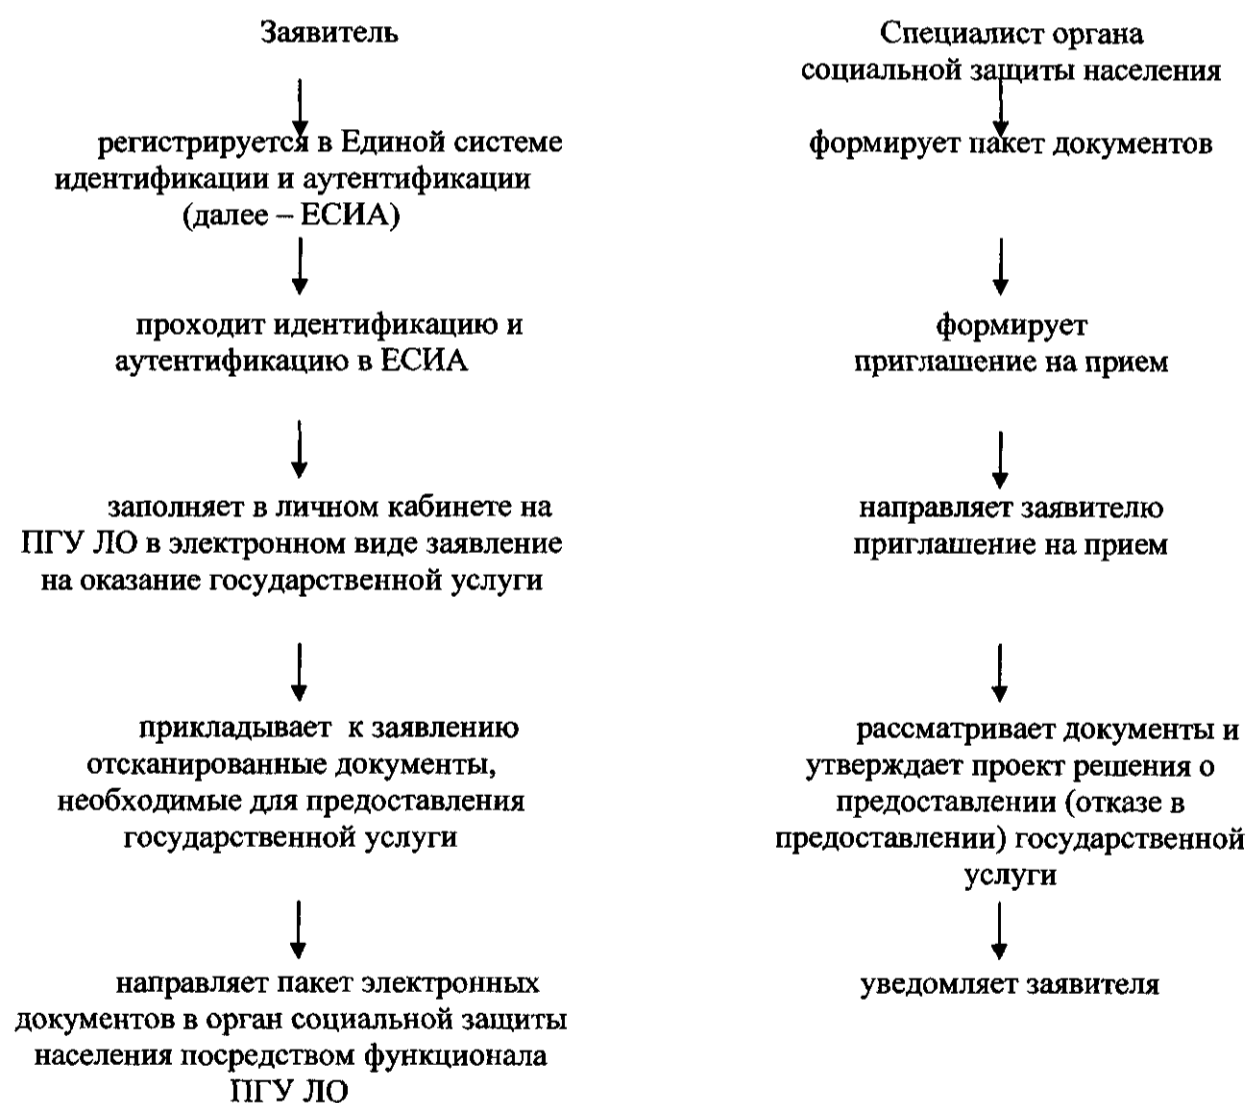 Заявитель
регистрируется в Единой системе
идентификации и аутентификации
(далее – ЕСИА)
проходит идентификацию и
аутентификацию в ЕСИА
заполняет в личном кабинете на
ПГУ ЛО в электронном виде заявление
на оказание государственной услуги
прикладывает к заявлению
отсканированные документы,
необходимые для предоставления
государственной услуги
направляет пакет электронных
документов в орган социальной защиты
населения посредством функционала
ПГУ ЛО
Специалист органа
социальной защиты населения
формирует пакет документов
формирует
приглашение на прием
направляет заявителю
приглашение на прием
рассматривает документы и
утверждает проект решения о
предоставлении (отказе в
предоставлении) государственной
услуги
уведомляет заявителя